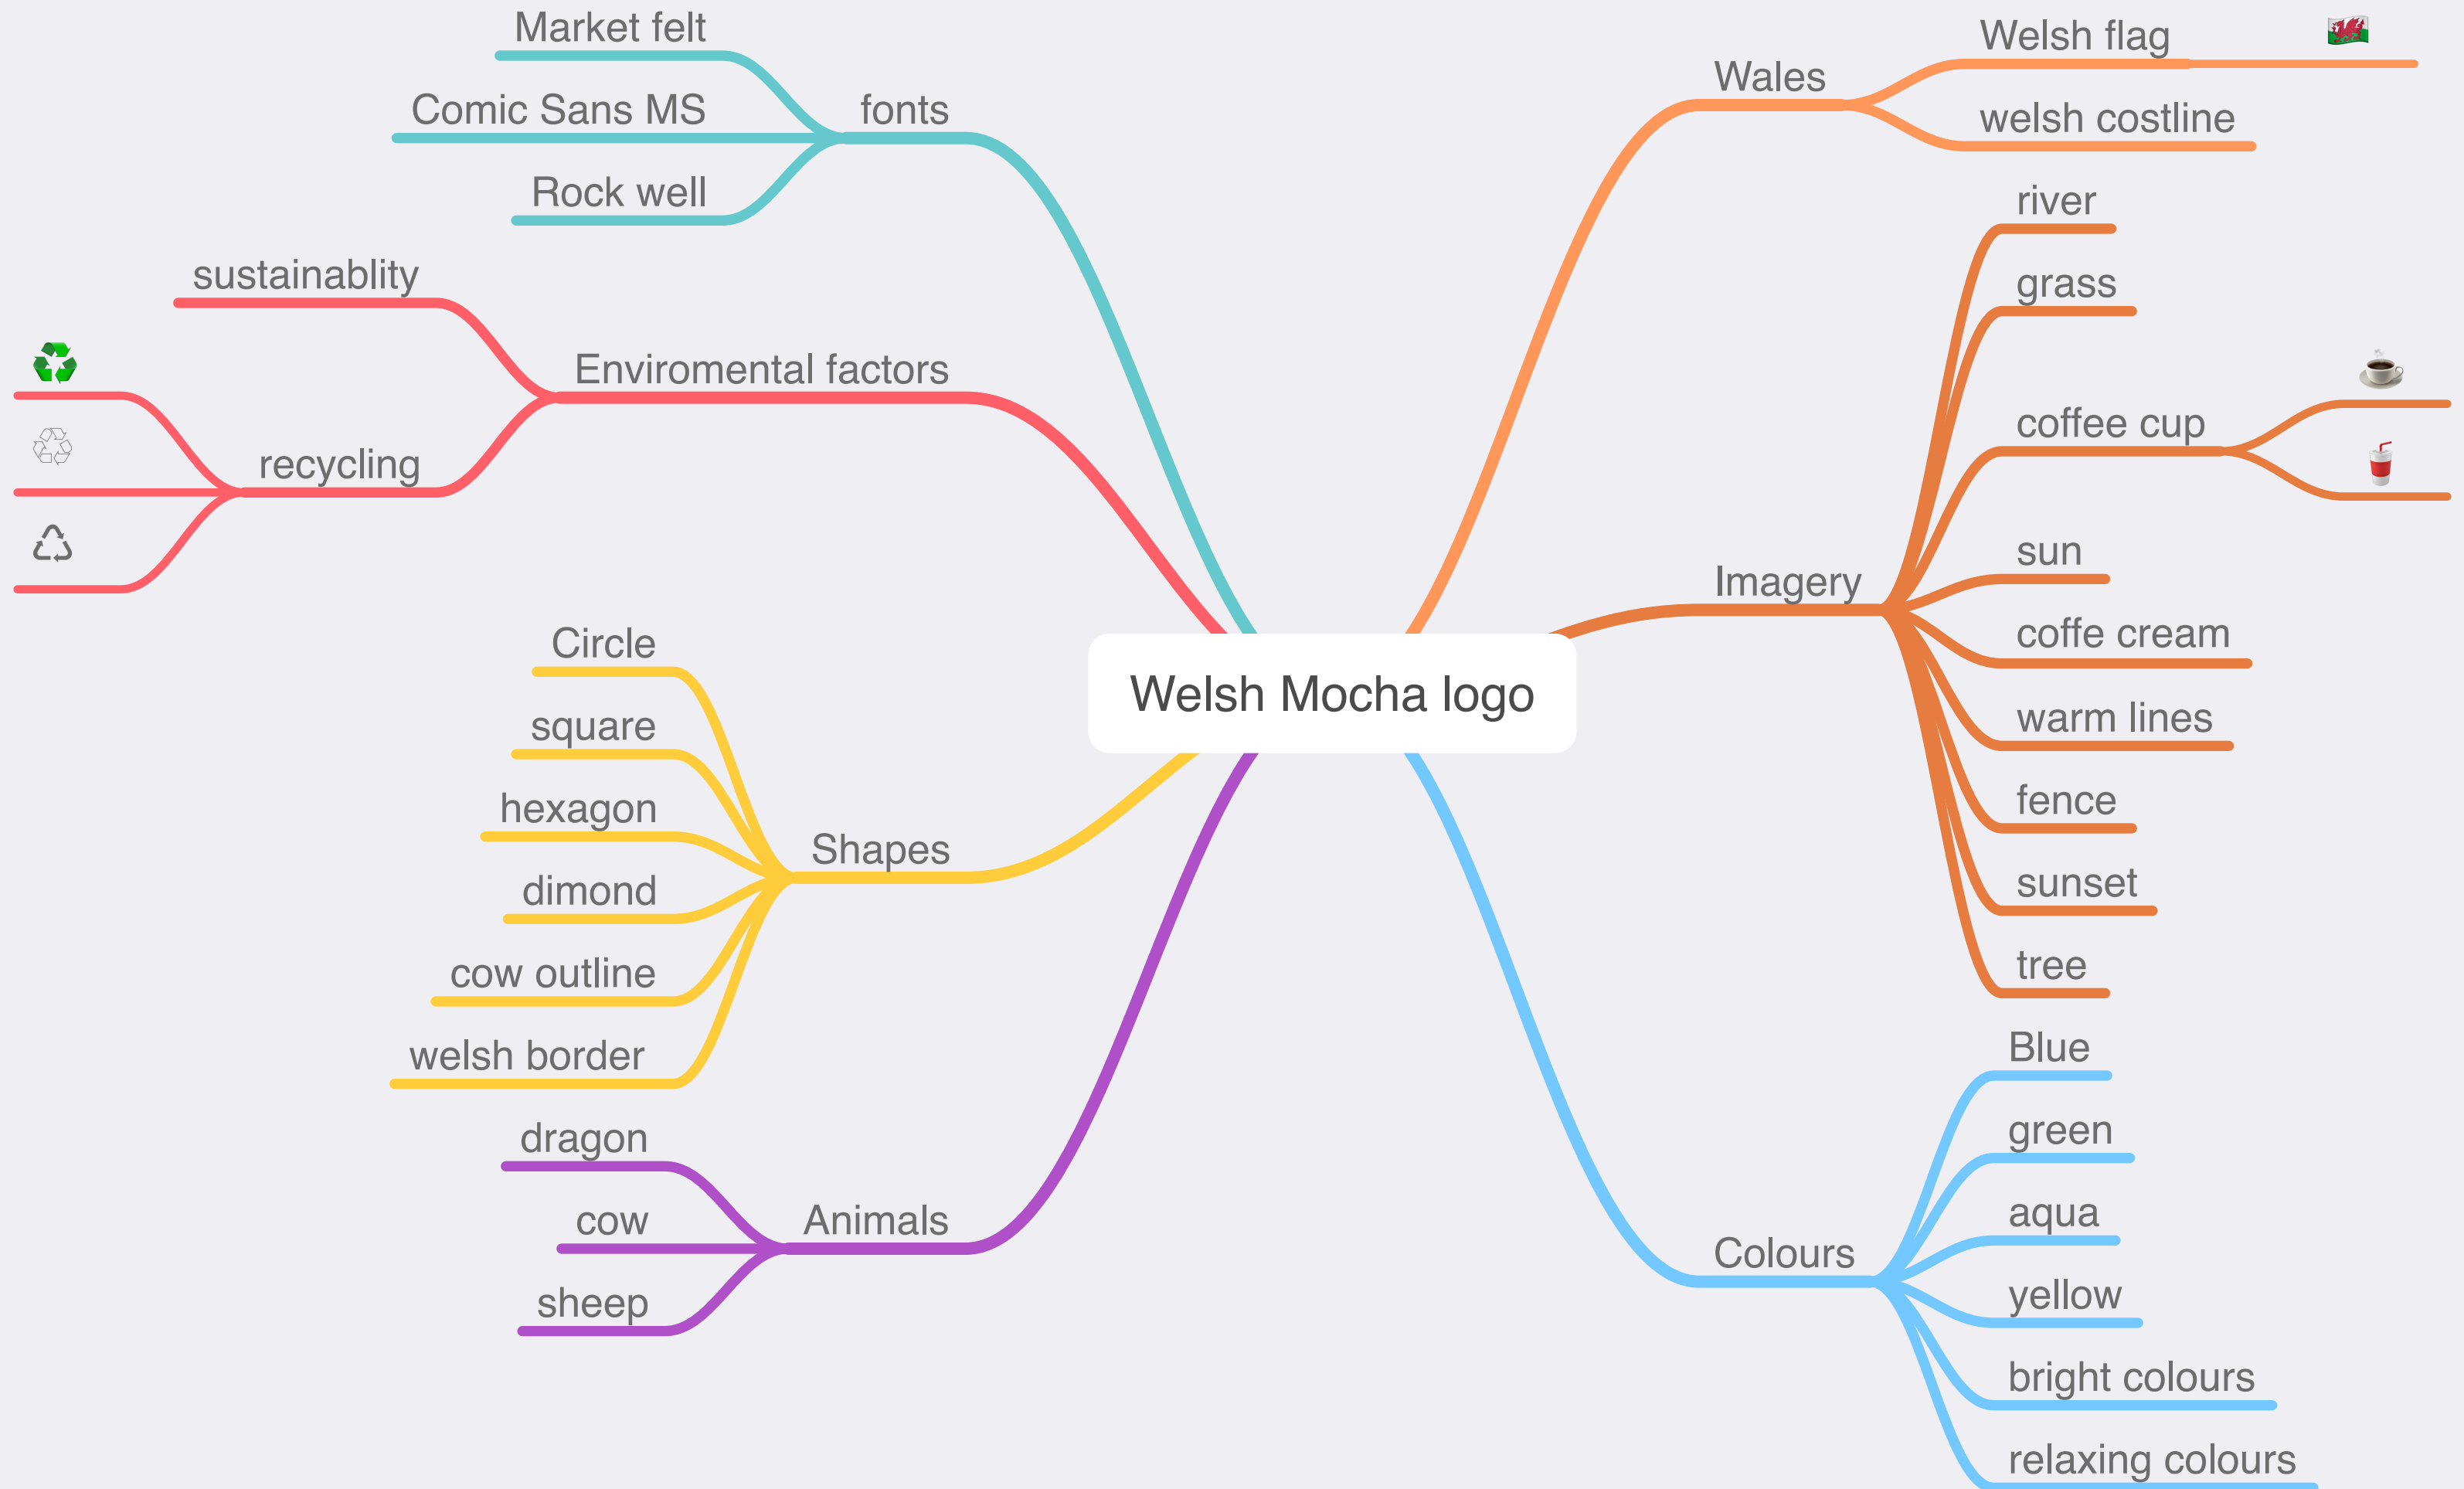 Welsh Mocha logo
fonts
Market felt
Comic Sans MS
Rock well
Enviromental factors
sustainablity
recycling
Shapes
Circle
square
hexagon
dimond
cow outline
welsh border
Animals
dragon
cow
sheep
Wales
Welsh flag
welsh costline
Imagery
river
grass
coffee cup
sun
coffe cream
warm lines
fence
sunset
tree
Colours
Blue
green
aqua
yellow
bright colours
relaxing colours